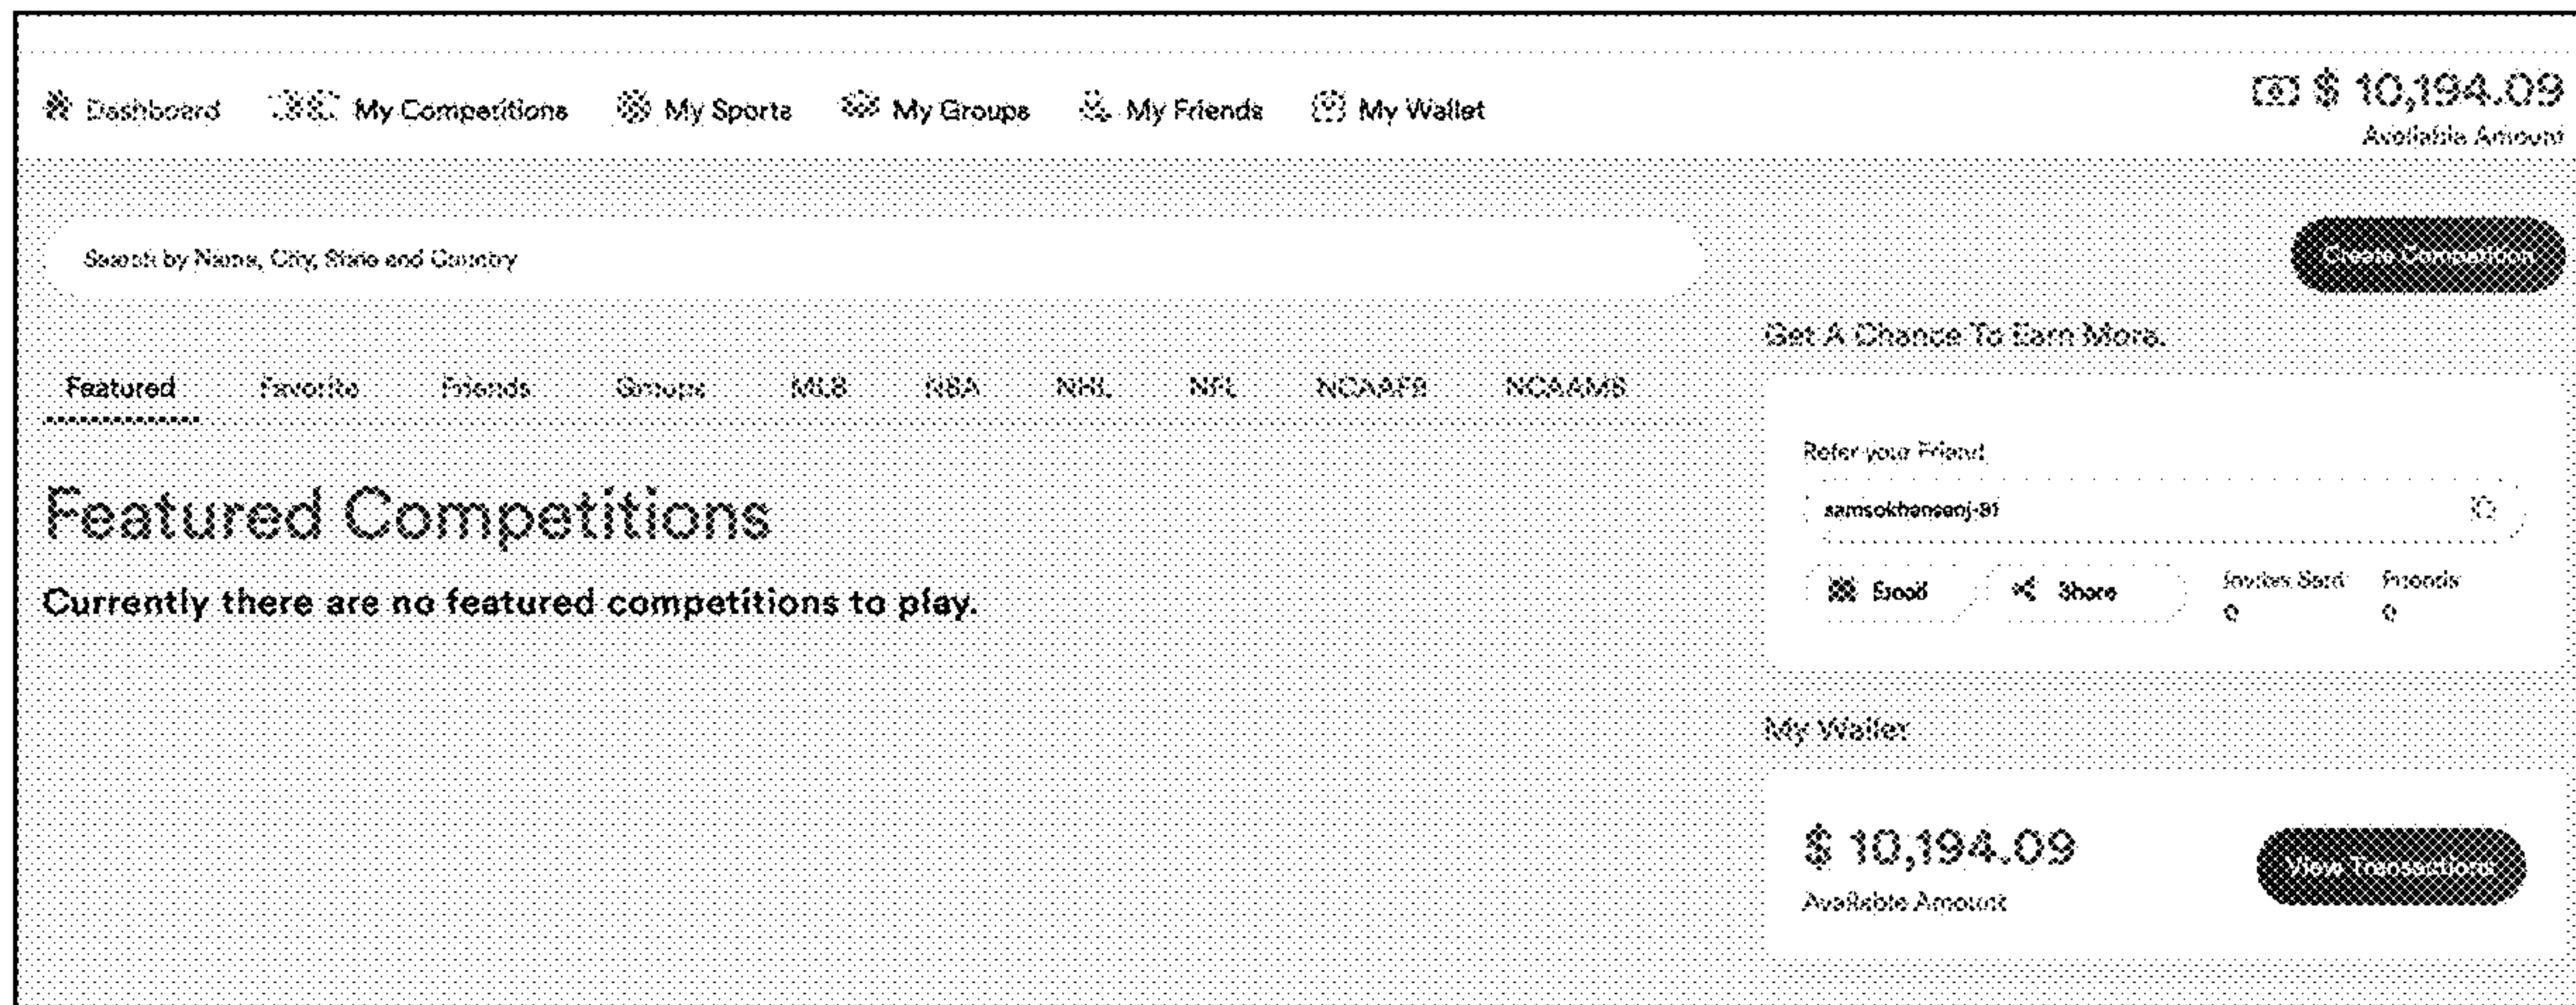 Dashboard My Competitions My Sports My Groups My Friends My Wallet
$ 10,194.09
Available Amount
Search by Name, City, State and Country
Create Competition
Get A Chance To Earn More.
Featured Favorite Friends Groups MLB NBA NHL NFL NCAAFB NCAAMB
Refer your Friend
samsokhansanj-91
Featured Competitions
Email Share Invites Sent Friends
0 0
Currently there are no featured competitions to play.
My Wallet
$ 10,194.09
View Transactions
Available Amount